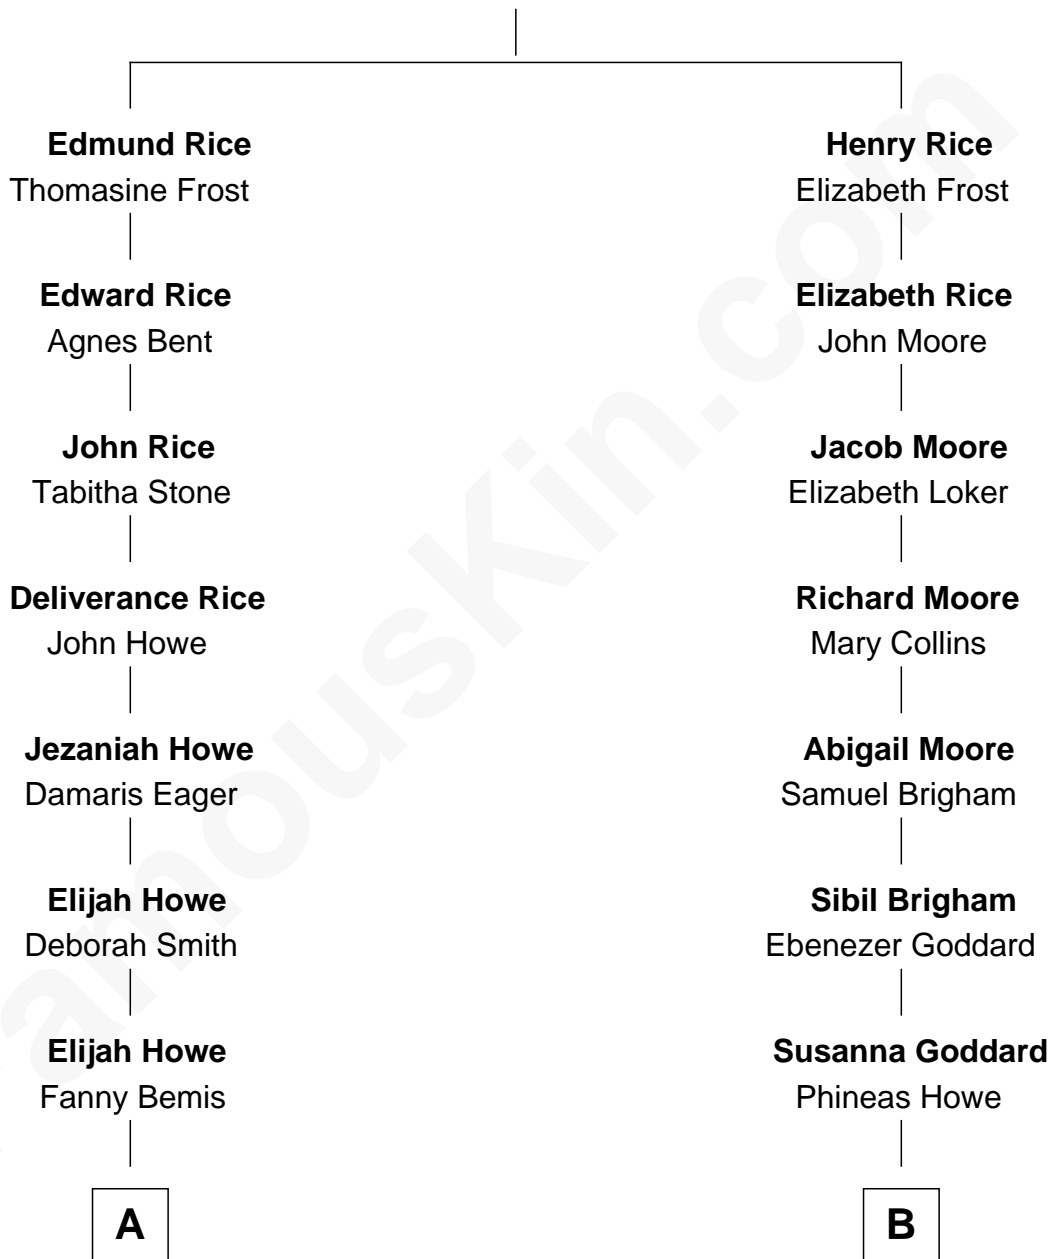 Edmund Rice
Thomasine Frost
Edward Rice
Agnes Bent
John Rice
Tabitha Stone
Deliverance Rice
John Howe
Jezaniah Howe
Damaris Eager
Elijah Howe
Deborah Smith
Elijah Howe
Fanny Bemis
A
Henry Rice
Elizabeth Frost
Elizabeth Rice
John Moore
Jacob Moore
Elizabeth Loker
Richard Moore
Mary Collins
Abigail Moore
Samuel Brigham
Sibil Brigham
Ebenezer Goddard
Susanna Goddard
Phineas Howe
B
amousKin.com